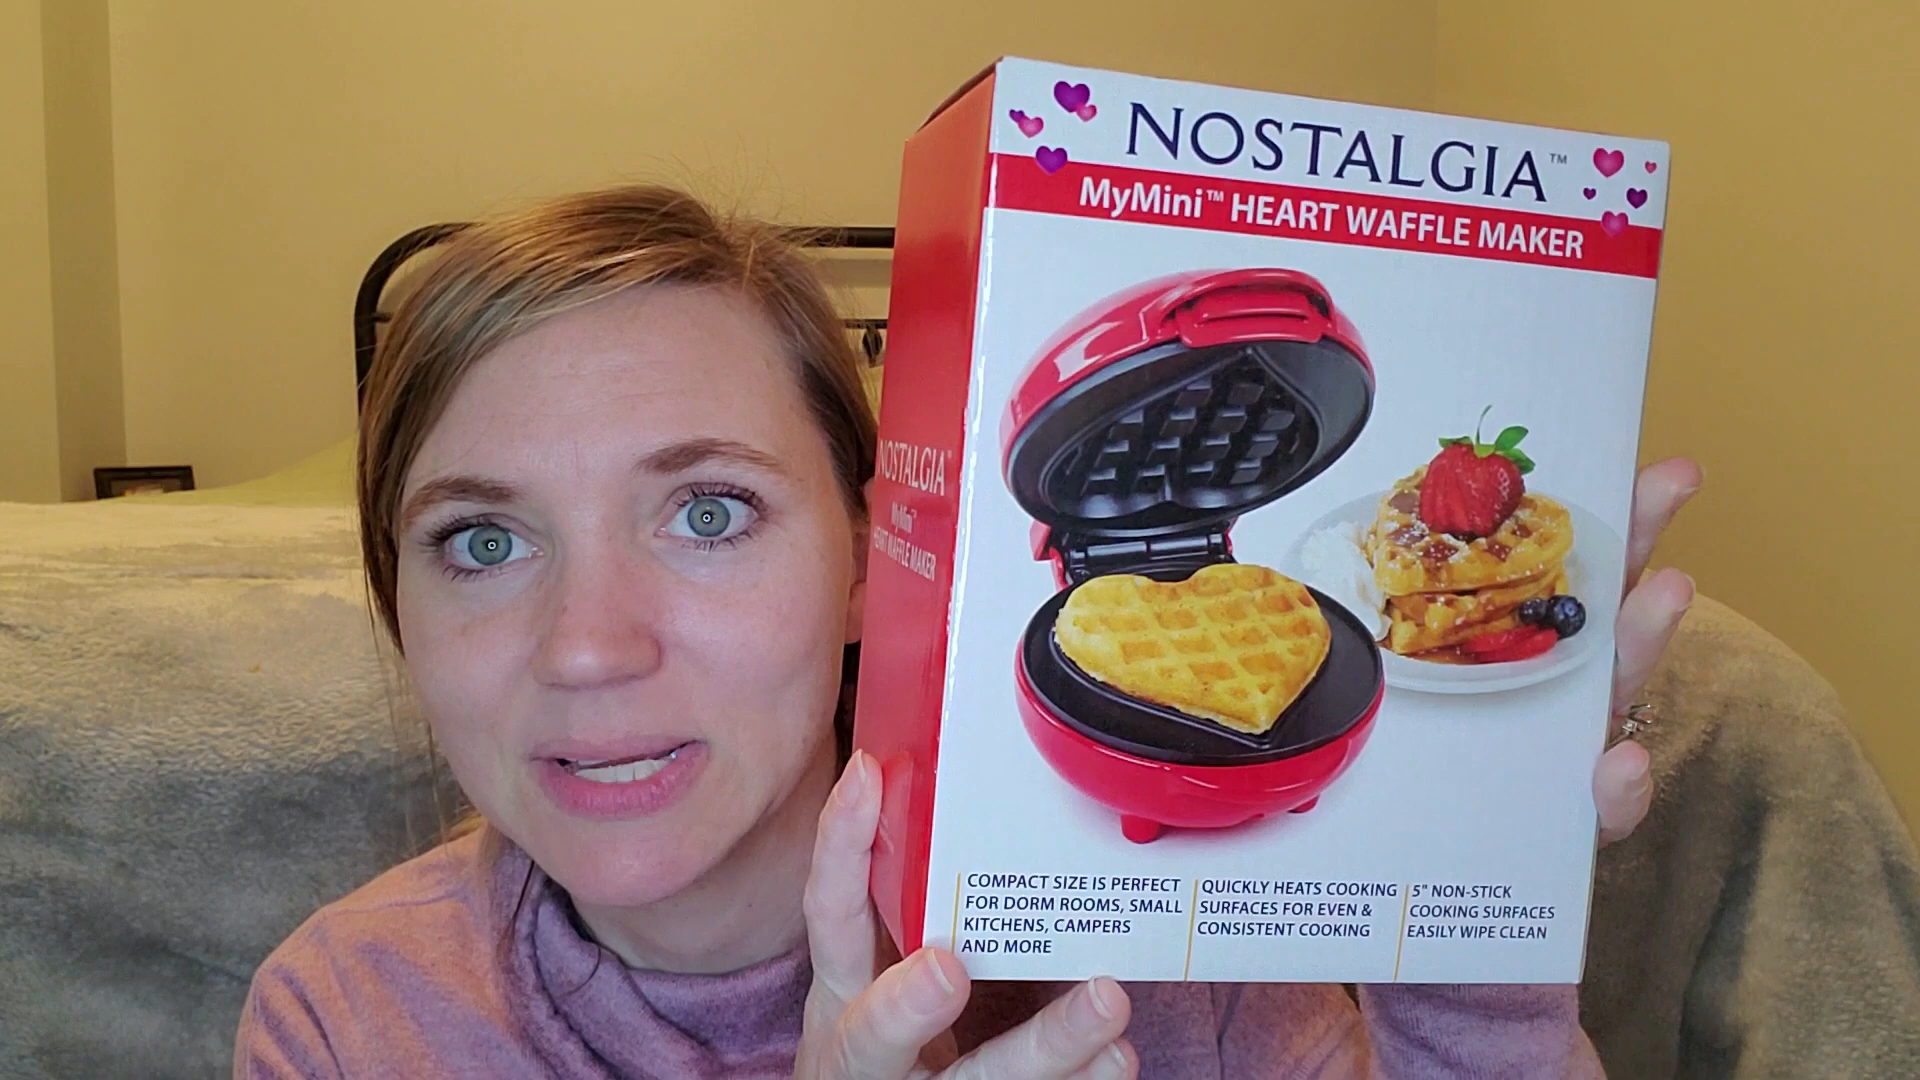 NOSTALGIA™
MyMini™ HEART WAFFLE MAKER
NOSTALGIA
MyMini™
HEART WAFFLE MAKER
COMPACT SIZE IS PERFECT
FOR DORM ROOMS, SMALL
KITCHENS, CAMPERS
AND MORE
QUICKLY HEATS COOKING
SURFACES FOR EVEN &
CONSISTENT COOKING
5" NON-STICK
COOKING SURFACES
EASILY WIPE CLEAN